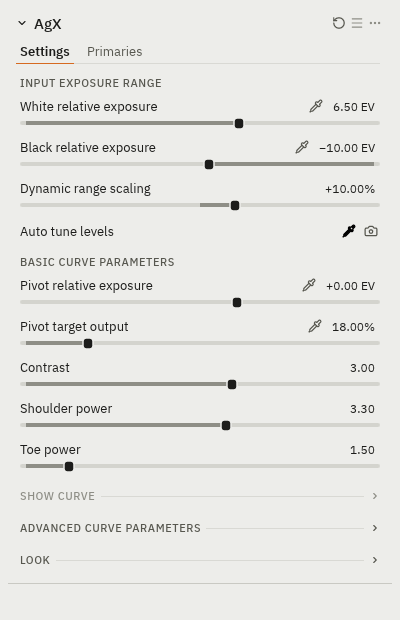 AgX
Settings Primaries
INPUT EXPOSURE RANGE
White relative exposure 6.50 EV
Black relative exposure −10.00 EV
Dynamic range scaling +10.00%
Auto tune levels
BASIC CURVE PARAMETERS
Pivot relative exposure +0.00 EV
Pivot target output 18.00%
Contrast 3.00
Shoulder power 3.30
Toe power 1.50
SHOW CURVE
ADVANCED CURVE PARAMETERS
LOOK